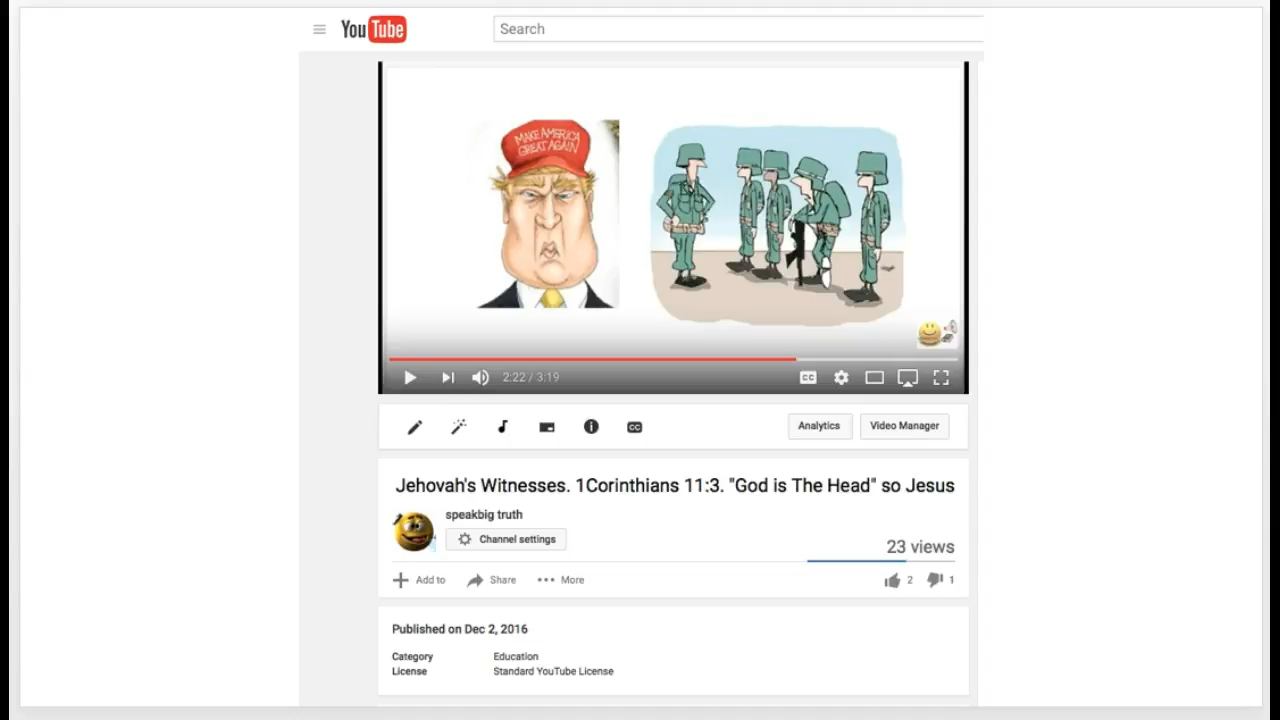 YouTube
Search
MAKE AMERICA
GREAT AGAIN
2:22 / 3:19
CC
CC
Analytics
Video Manager
Jehovah's Witnesses. 1Corinthians 11:3. "God is The Head" so Jesus
speakbig truth
Channel settings
23 views
Add to
Share
More
2
1
Published on Dec 2, 2016
Category
Education
License
Standard YouTube License